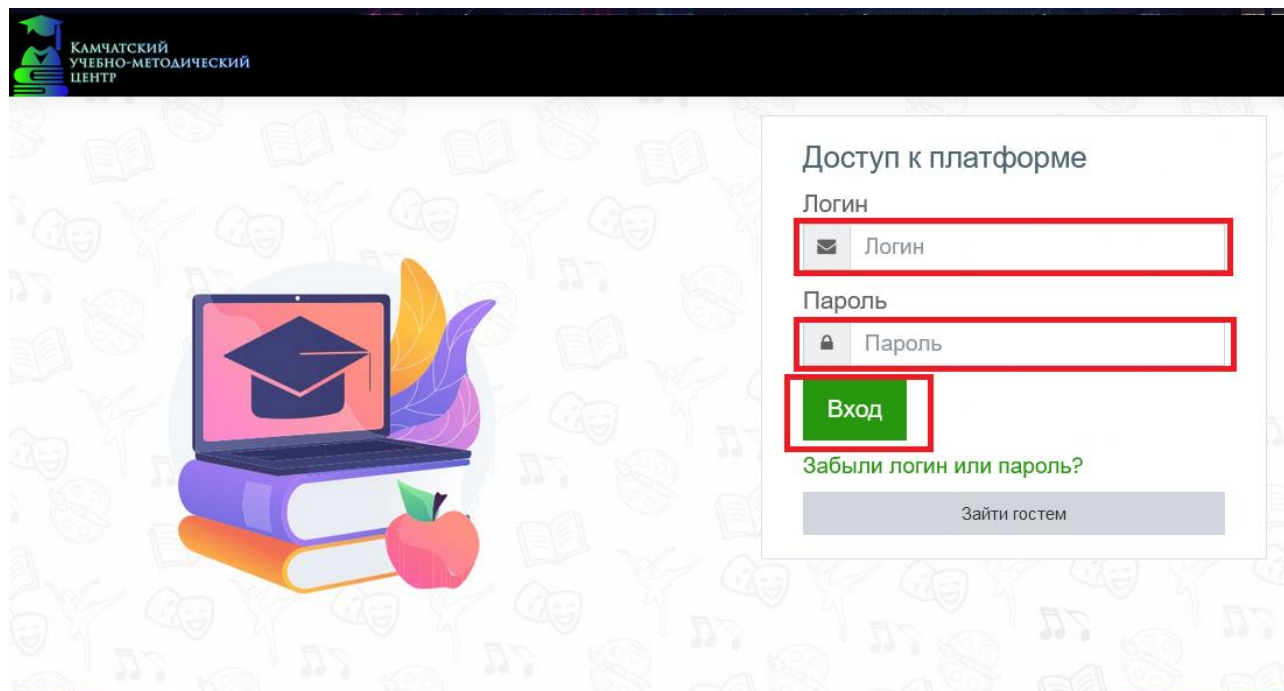 Камчатский
учебно-методический
центр
Доступ к платформе
Логин
Логин
Пароль
Пароль
Вход
Забыли логин или пароль?
Зайти гостем